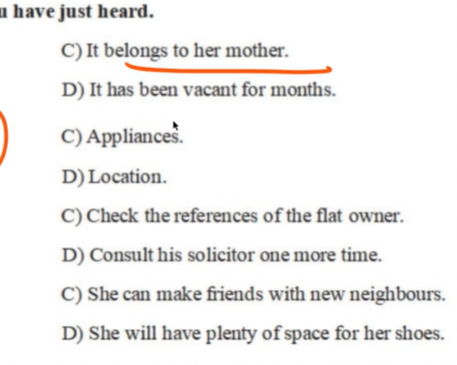 u have just heard.
C) It belongs to her mother.
D) It has been vacant for months.
C) Appliances.
D) Location.
C) Check the references of the flat owner.
D) Consult his solicitor one more time.
C) She can make friends with new neighbours.
D) She will have plenty of space for her shoes.